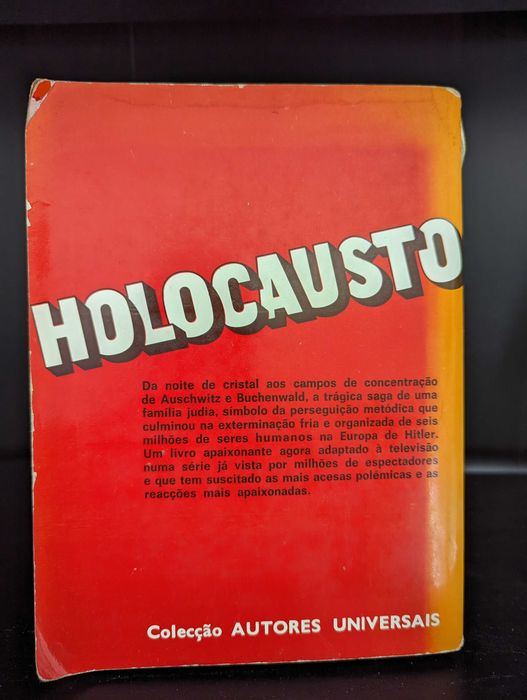 HOLOCAUSTO
Da noite de cristal aos campos de concentração
de Auschwitz e Buchenwald, a trágica saga de uma
família judia, símbolo da perseguição metódica que
culminou na exterminação fria e organizada de seis
milhões de seres humanos na Europa de Hitler.
Um livro apaixonante agora adaptado à televisão
numa série já vista por milhões de espectadores
e que tem suscitado as mais acesas polémicas e as
reacções mais apaixonadas.
Colecção AUTORES UNIVERSAIS